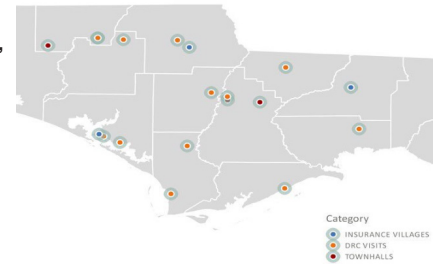 ,
Category
INSURANCE VILLAGES
DRC VISITS
TOWNHALLS